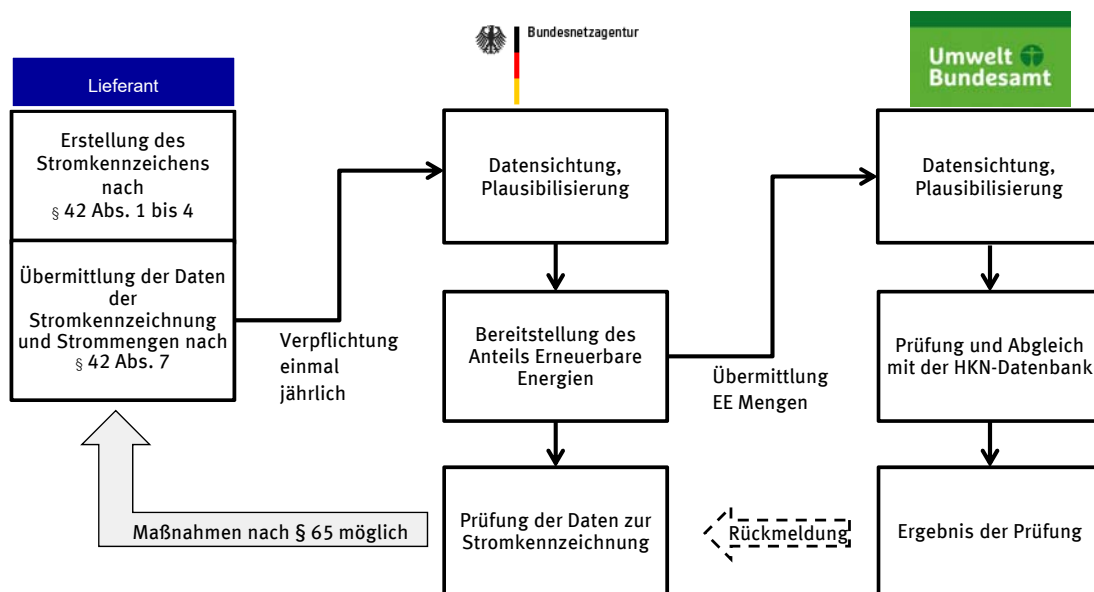 Bundesnetzagentur
Umwelt
Bundesamt
Lieferant
Erstellung des
Stromkennzeichens
nach
§ 42 Abs. 1 bis 4
Übermittlung der Daten
der
Stromkennzeichnung
und Strommengen nach
§ 42 Abs. 7
Verpflichtung
einmal
jährlich
Datensichtung,
Plausibilisierung
Bereitstellung des
Anteils Erneuerbare
Energien
Prüfung der Daten zur
Stromkennzeichnung
Übermittlung
EE Mengen
Datensichtung,
Plausibilisierung
Prüfung und Abgleich
mit der HKN-Datenbank
Ergebnis der Prüfung
Rückmeldung
Maßnahmen nach § 65 möglich